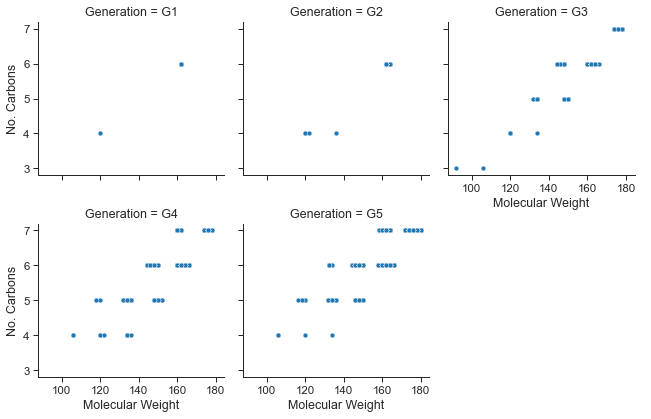 Generation = G1
Generation = G2
Generation = G3
No. Carbons
7
6
5
4
3
100 120 140 160 180
Molecular Weight
Generation = G4
Generation = G5
No. Carbons
7
6
5
4
3
100 120 140 160 180
100 120 140 160 180
Molecular Weight
Molecular Weight